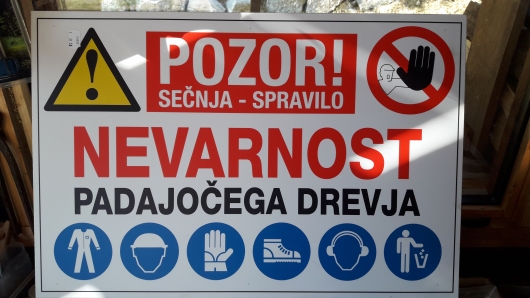 POZOR!
SEČNJA - SPRAVILO
NEVARNOST
PADAJOČEGA DREVJA